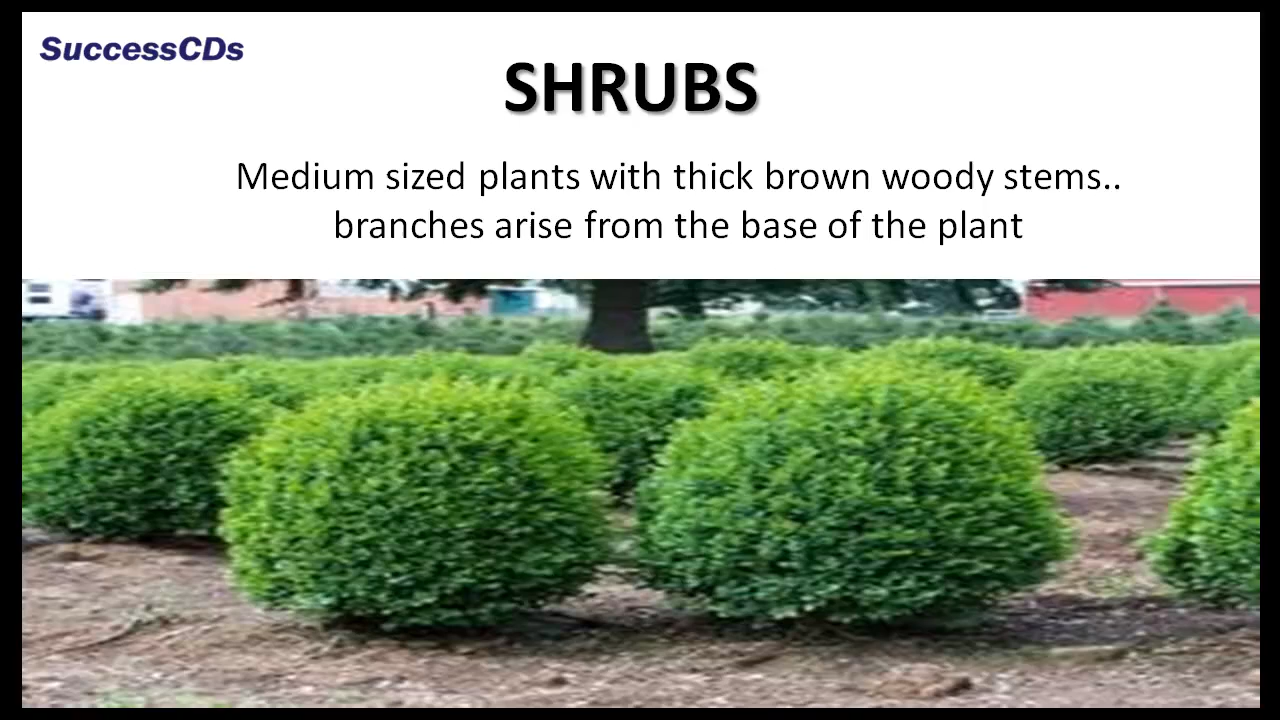 SuccessCDs
SHRUBS
Medium sized plants with thick brown woody stems..
branches arise from the base of the plant